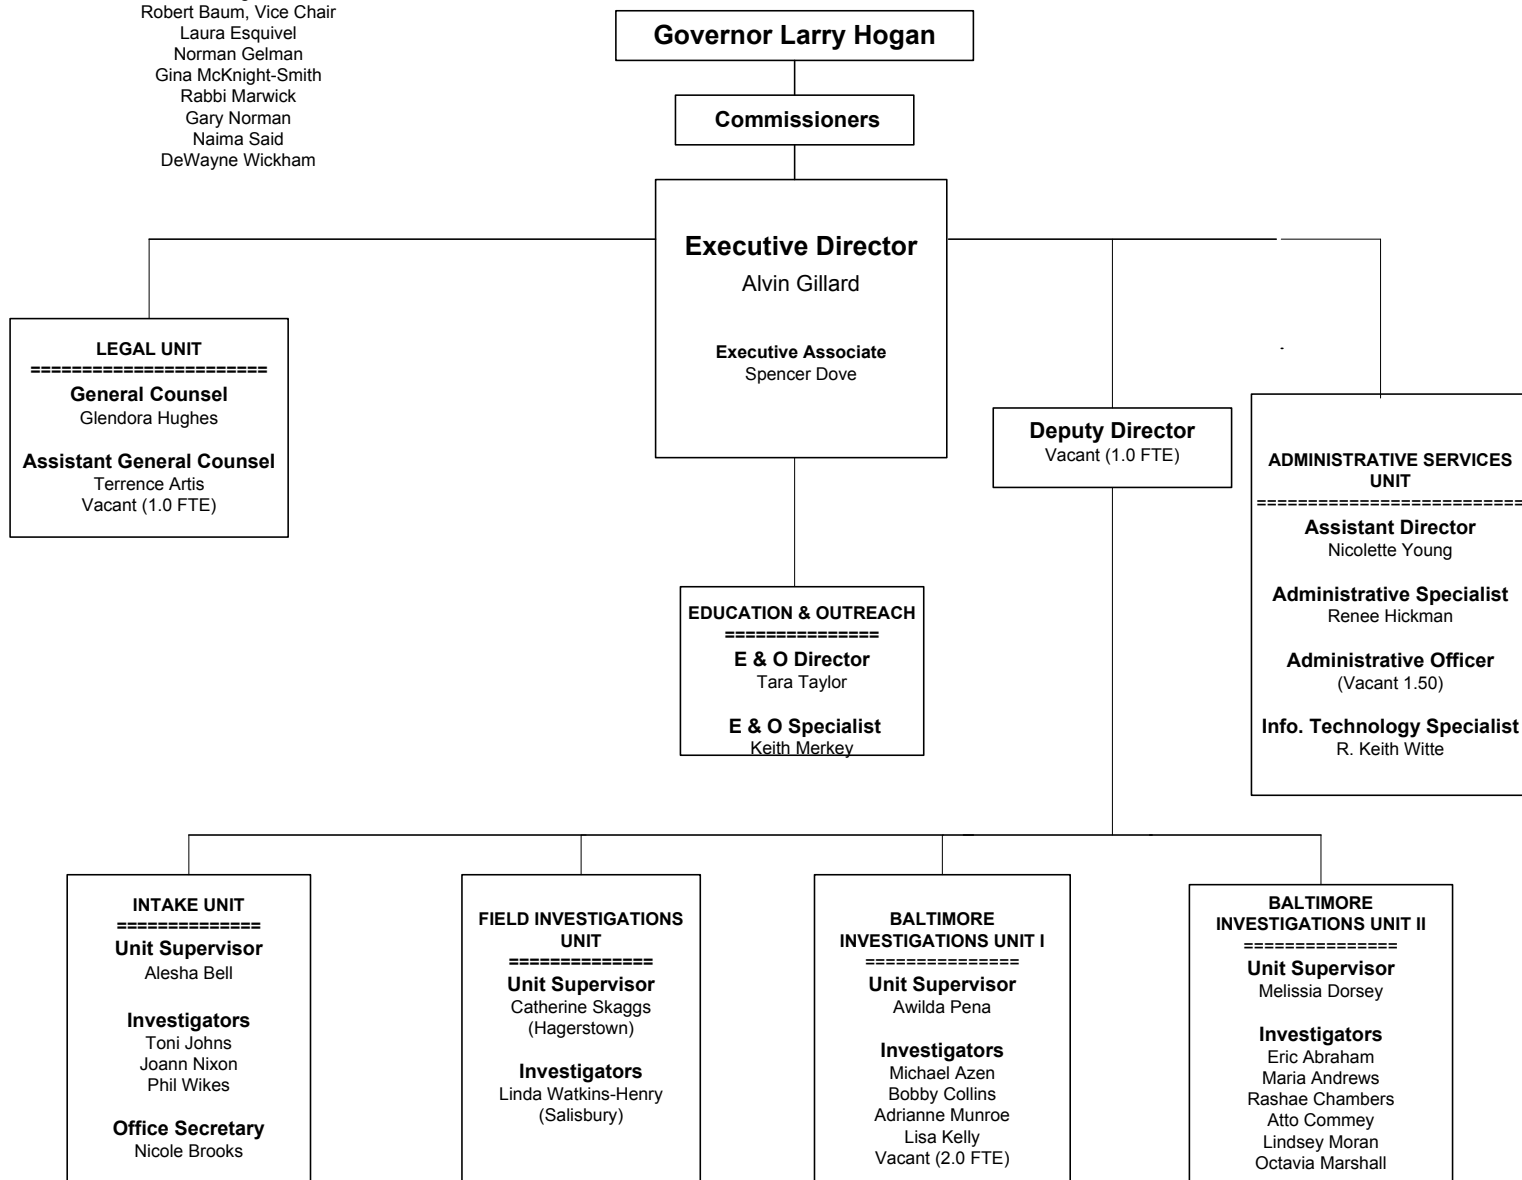 Robert Baum, Vice Chair
Laura Esquivel
Norman Gelman
Gina McKnight-Smith
Rabbi Marwick
Gary Norman
Naima Said
DeWayne Wickham
Governor Larry Hogan
Commissioners
Executive Director
Alvin Gillard
Executive Associate
Spencer Dove
LEGAL UNIT
=======================
General Counsel
Glendora Hughes
Assistant General Counsel
Terrence Artis
Vacant (1.0 FTE)
Deputy Director
Vacant (1.0 FTE)
ADMINISTRATIVE SERVICES
UNIT
==========================
Assistant Director
Nicolette Young
Administrative Specialist
Renee Hickman
Administrative Officer
(Vacant 1.50)
Info. Technology Specialist
R. Keith Witte
EDUCATION & OUTREACH
===============
E & O Director
Tara Taylor
E & O Specialist
Keith Merkey
INTAKE UNIT
==============
Unit Supervisor
Alesha Bell
Investigators
Toni Johns
Joann Nixon
Phil Wikes
Office Secretary
Nicole Brooks
FIELD INVESTIGATIONS
UNIT
==============
Unit Supervisor
Catherine Skaggs
(Hagerstown)
Investigators
Linda Watkins-Henry
(Salisbury)
BALTIMORE
INVESTIGATIONS UNIT I
===============
Unit Supervisor
Awilda Pena
Investigators
Michael Azen
Bobby Collins
Adrianne Munroe
Lisa Kelly
Vacant (2.0 FTE)
BALTIMORE
INVESTIGATIONS UNIT II
===============
Unit Supervisor
Melissia Dorsey
Investigators
Eric Abraham
Maria Andrews
Rashae Chambers
Atto Commey
Lindsey Moran
Octavia Marshall